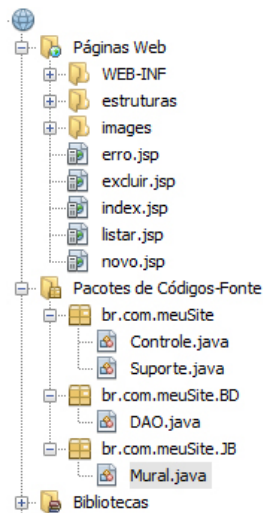 Páginas Web
WEB-INF
estruturas
images
erro.jsp
excluir.jsp
index.jsp
listar.jsp
novo.jsp
Pacotes de Códigos-Fonte
br.com.meuSite
Controle.java
Suporte.java
br.com.meuSite.BD
DAO.java
br.com.meuSite.JB
Mural.java
Bibliotecas